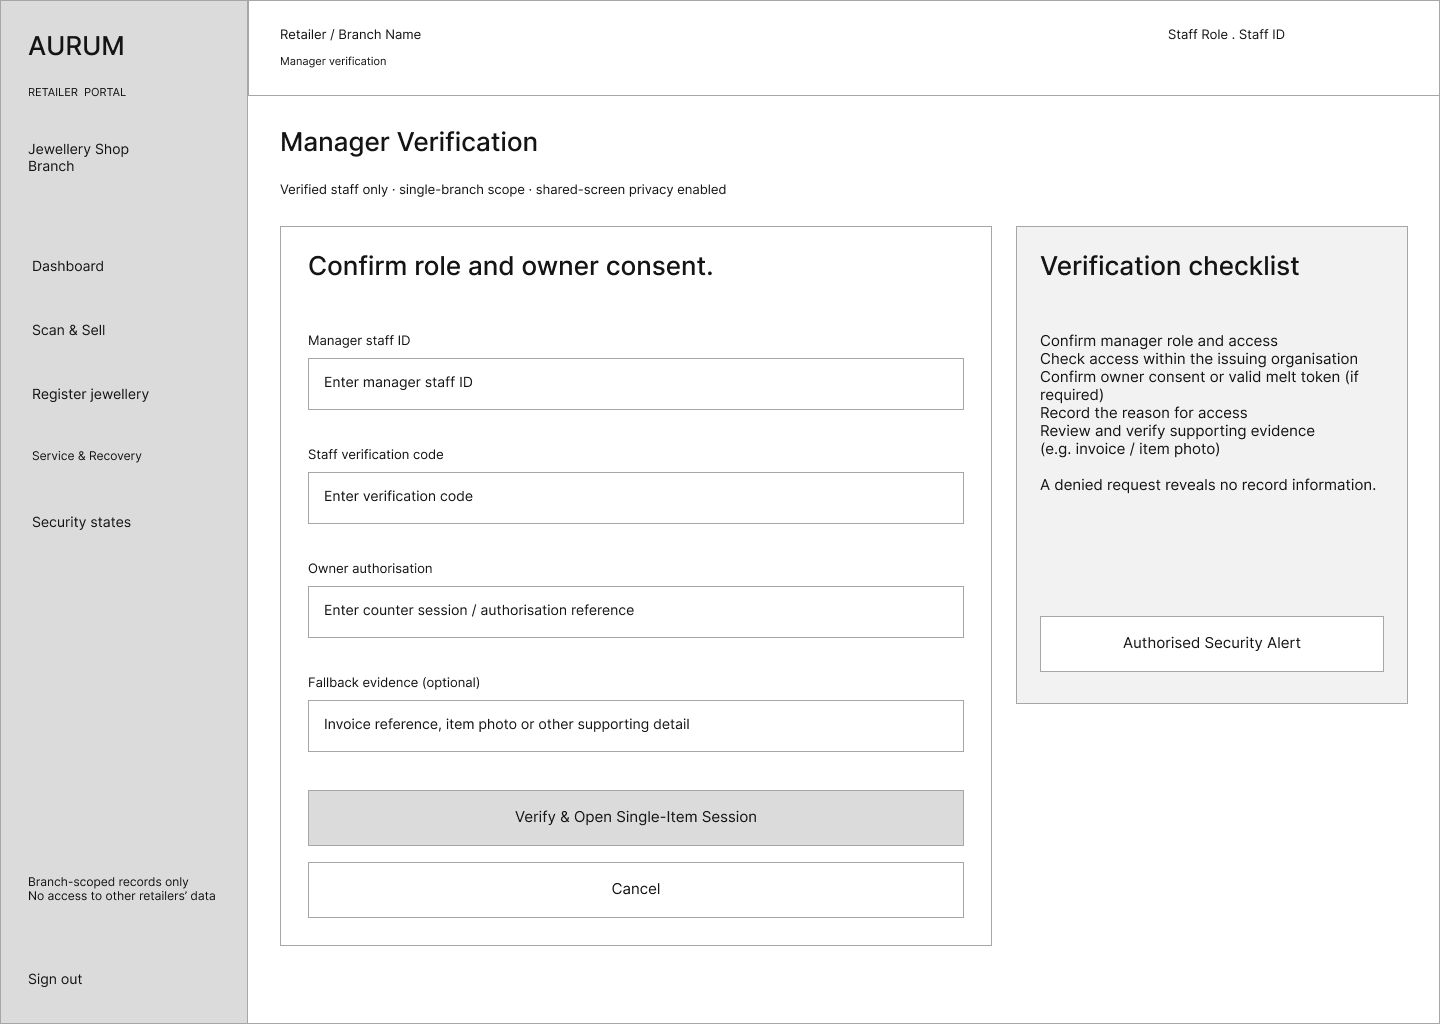 AURUM
RETAILER  PORTAL
Jewellery Shop
Branch
Dashboard
Scan & Sell
Register jewellery
Service & Recovery
Security states
Branch-scoped records only
No access to other retailers’ data
Sign out
Retailer / Branch Name
Manager verification
Staff Role . Staff ID
Manager Verification
Verified staff only · single-branch scope · shared-screen privacy enabled
Confirm role and owner consent.
Manager staff ID
Enter manager staff ID
Staff verification code
Enter verification code
Owner authorisation
Enter counter session / authorisation reference
Fallback evidence (optional)
Invoice reference, item photo or other supporting detail
Verify & Open Single-Item Session
Cancel
Verification checklist
Confirm manager role and access
Check access within the issuing organisation
Confirm owner consent or valid melt token (if
required)
Record the reason for access
Review and verify supporting evidence
(e.g. invoice / item photo)
A denied request reveals no record information.
Authorised Security Alert